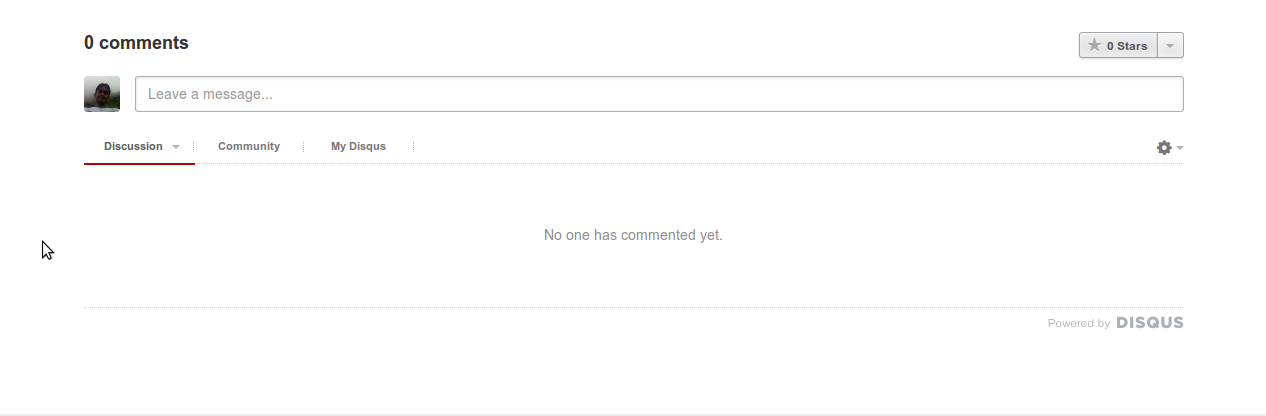 0 comments
0 Stars
Leave a message...
Discussion
Community
My Disqus
No one has commented yet.
Powered by DISQUS